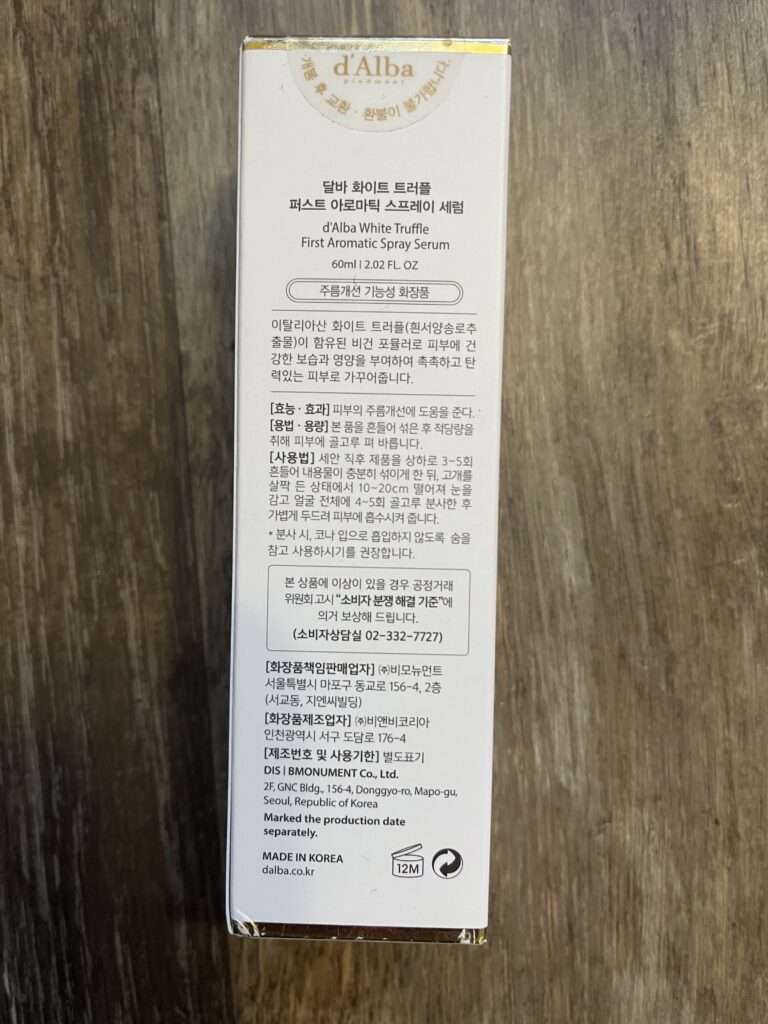 d'Alba
piedmont
개봉 후 교환 · 환불이 불가합니다.
달바 화이트 트러플
퍼스트 아로마틱 스프레이 세럼
d'Alba White Truffle
First Aromatic Spray Serum
60ml | 2.02 FL. OZ
주름개선 기능성 화장품
이탈리아산 화이트 트러플(흰서양송로추
출물)이 함유된 비건 포뮬러로 피부에 건
강한 보습과 영양을 부여하여 촉촉하고 탄
력있는 피부로 가꾸어줍니다.
[효능 · 효과] 피부의 주름개선에 도움을 준다.
[용법 · 용량] 본 품을 흔들어 섞은 후 적당량을
취해 피부에 골고루 펴 바릅니다.
[사용법] 세안 직후 제품을 상하로 3~5회
흔들어 내용물이 충분히 섞이게 한 뒤, 고개를
살짝 든 상태에서 10~20cm 떨어져 눈을
감고 얼굴 전체에 4~5회 골고루 분사한 후
가볍게 두드려 피부에 흡수시켜 줍니다.
* 분사 시, 코나 입으로 흡입하지 않도록 숨을
참고 사용하시기를 권장합니다.
본 상품에 이상이 있을 경우 공정거래
위원회 고시 “소비자 분쟁 해결 기준”에
의거 보상해 드립니다.
(소비자상담실 02-332-7727)
[화장품책임판매업자] ㈜비모뉴먼트
서울특별시 마포구 동교로 156-4, 2층
(서교동, 지엔씨빌딩)
[화장품제조업자] ㈜비앤비코리아
인천광역시 서구 도담로 176-4
[제조번호 및 사용기한] 별도표기
DIS | BMONUMENT Co., Ltd.
2F, GNC Bldg., 156-4, Donggyo-ro, Mapo-gu,
Seoul, Republic of Korea
Marked the production date
separately.
MADE IN KOREA
dalba.co.kr
12M